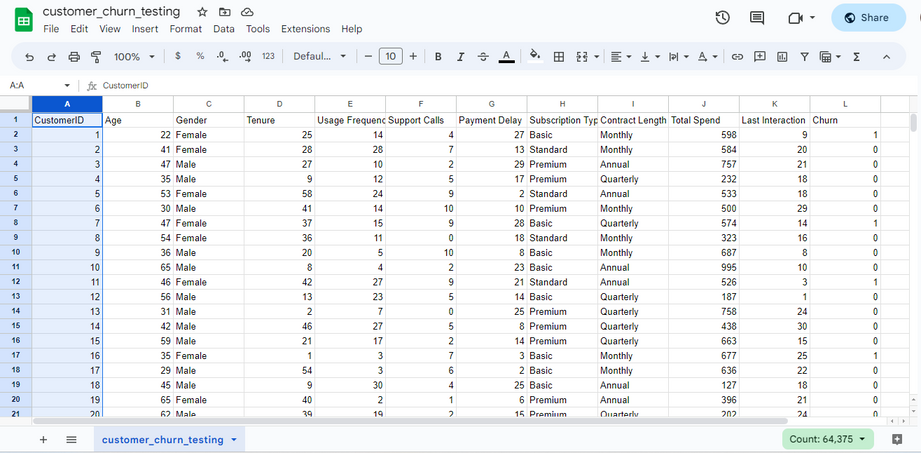 customer_churn_testing
File Edit View Insert Format Data Tools Extensions Help
Share
100% $ % .0 .00 123 Defaul... − 10 + B I A
A:A fx CustomerID
A B C D E F G H I J K L
1 CustomerID Age Gender Tenure Usage Frequenc Support Calls Payment Delay Subscription Typ Contract Length Total Spend Last Interaction Churn
2 1 22 Female 25 14 4 27 Basic Monthly 598 9 1
3 2 41 Female 28 28 7 13 Standard Monthly 584 20 0
4 3 47 Male 27 10 2 29 Premium Annual 757 21 0
5 4 35 Male 9 12 5 17 Premium Quarterly 232 18 0
6 5 53 Female 58 24 9 2 Standard Annual 533 18 0
7 6 30 Male 41 14 10 10 Premium Monthly 500 29 0
8 7 47 Female 37 15 9 28 Basic Quarterly 574 14 1
9 8 54 Female 36 11 0 18 Standard Monthly 323 16 0
10 9 36 Male 20 5 10 8 Basic Monthly 687 8 0
11 10 65 Male 8 4 2 23 Basic Annual 995 10 0
12 11 46 Female 42 27 9 21 Standard Annual 526 3 1
13 12 56 Male 13 23 5 14 Basic Quarterly 187 1 0
14 13 31 Male 2 7 0 25 Premium Quarterly 758 24 0
15 14 42 Male 46 27 5 8 Premium Quarterly 438 30 0
16 15 59 Male 21 17 2 14 Premium Quarterly 663 15 0
17 16 35 Female 1 3 7 3 Basic Monthly 677 25 1
18 17 29 Male 54 3 6 2 Basic Monthly 636 22 0
19 18 45 Male 9 30 4 25 Basic Annual 127 18 0
20 19 65 Female 40 2 1 6 Premium Annual 396 21 0
21 20 62 Male 39 19 2 15 Premium Quarterly 202 24 0
customer_churn_testing
Count: 64,375